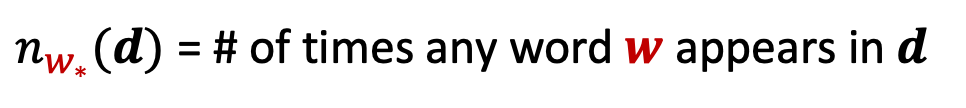 n_{w_*}(d) = # of times any word w appears in d